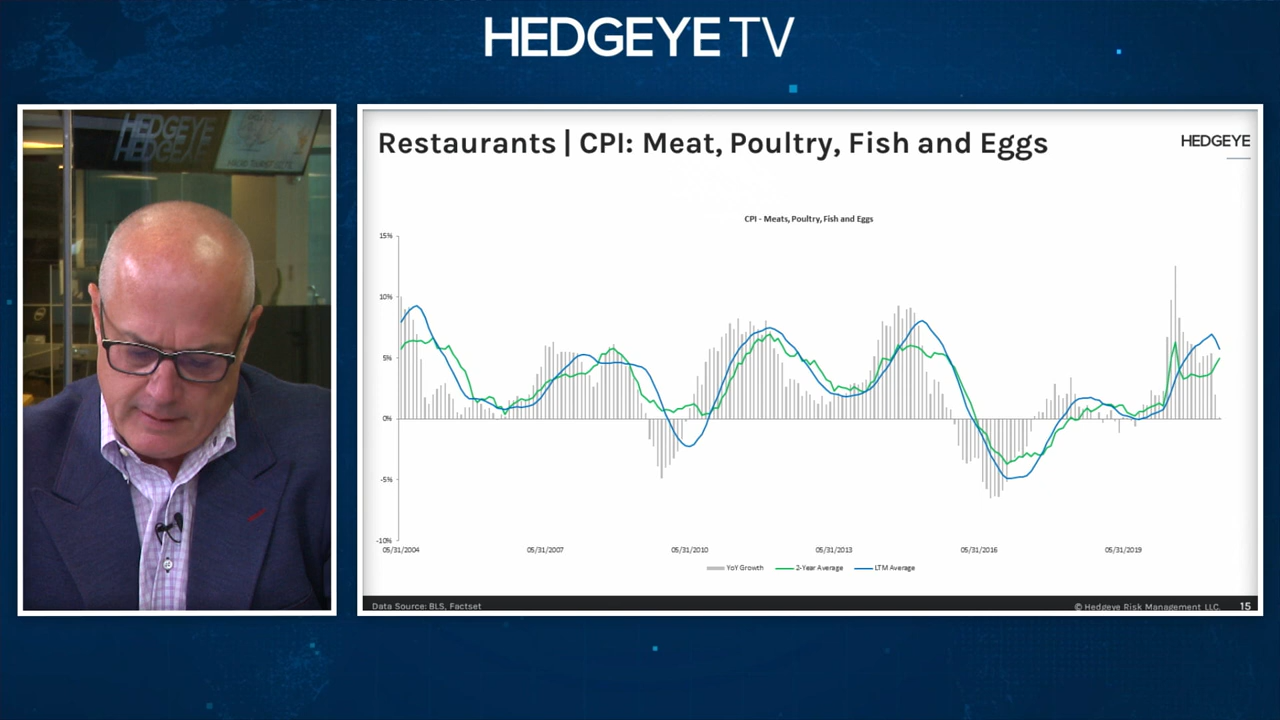 HEDGEYE TV
HEDGEYE
HEDGEYE
Restaurants | CPI: Meat, Poultry, Fish and Eggs
HEDGEYE
CPI - Meats, Poultry, Fish and Eggs
15%
10%
5%
0%
-5%
-10%
05/31/2004
05/31/2007
05/31/2010
05/31/2013
05/31/2016
05/31/2019
YoY Growth
2-Year Average
LTM Average
Data Source: BLS, Factset
© Hedgeye Risk Management LLC.
15